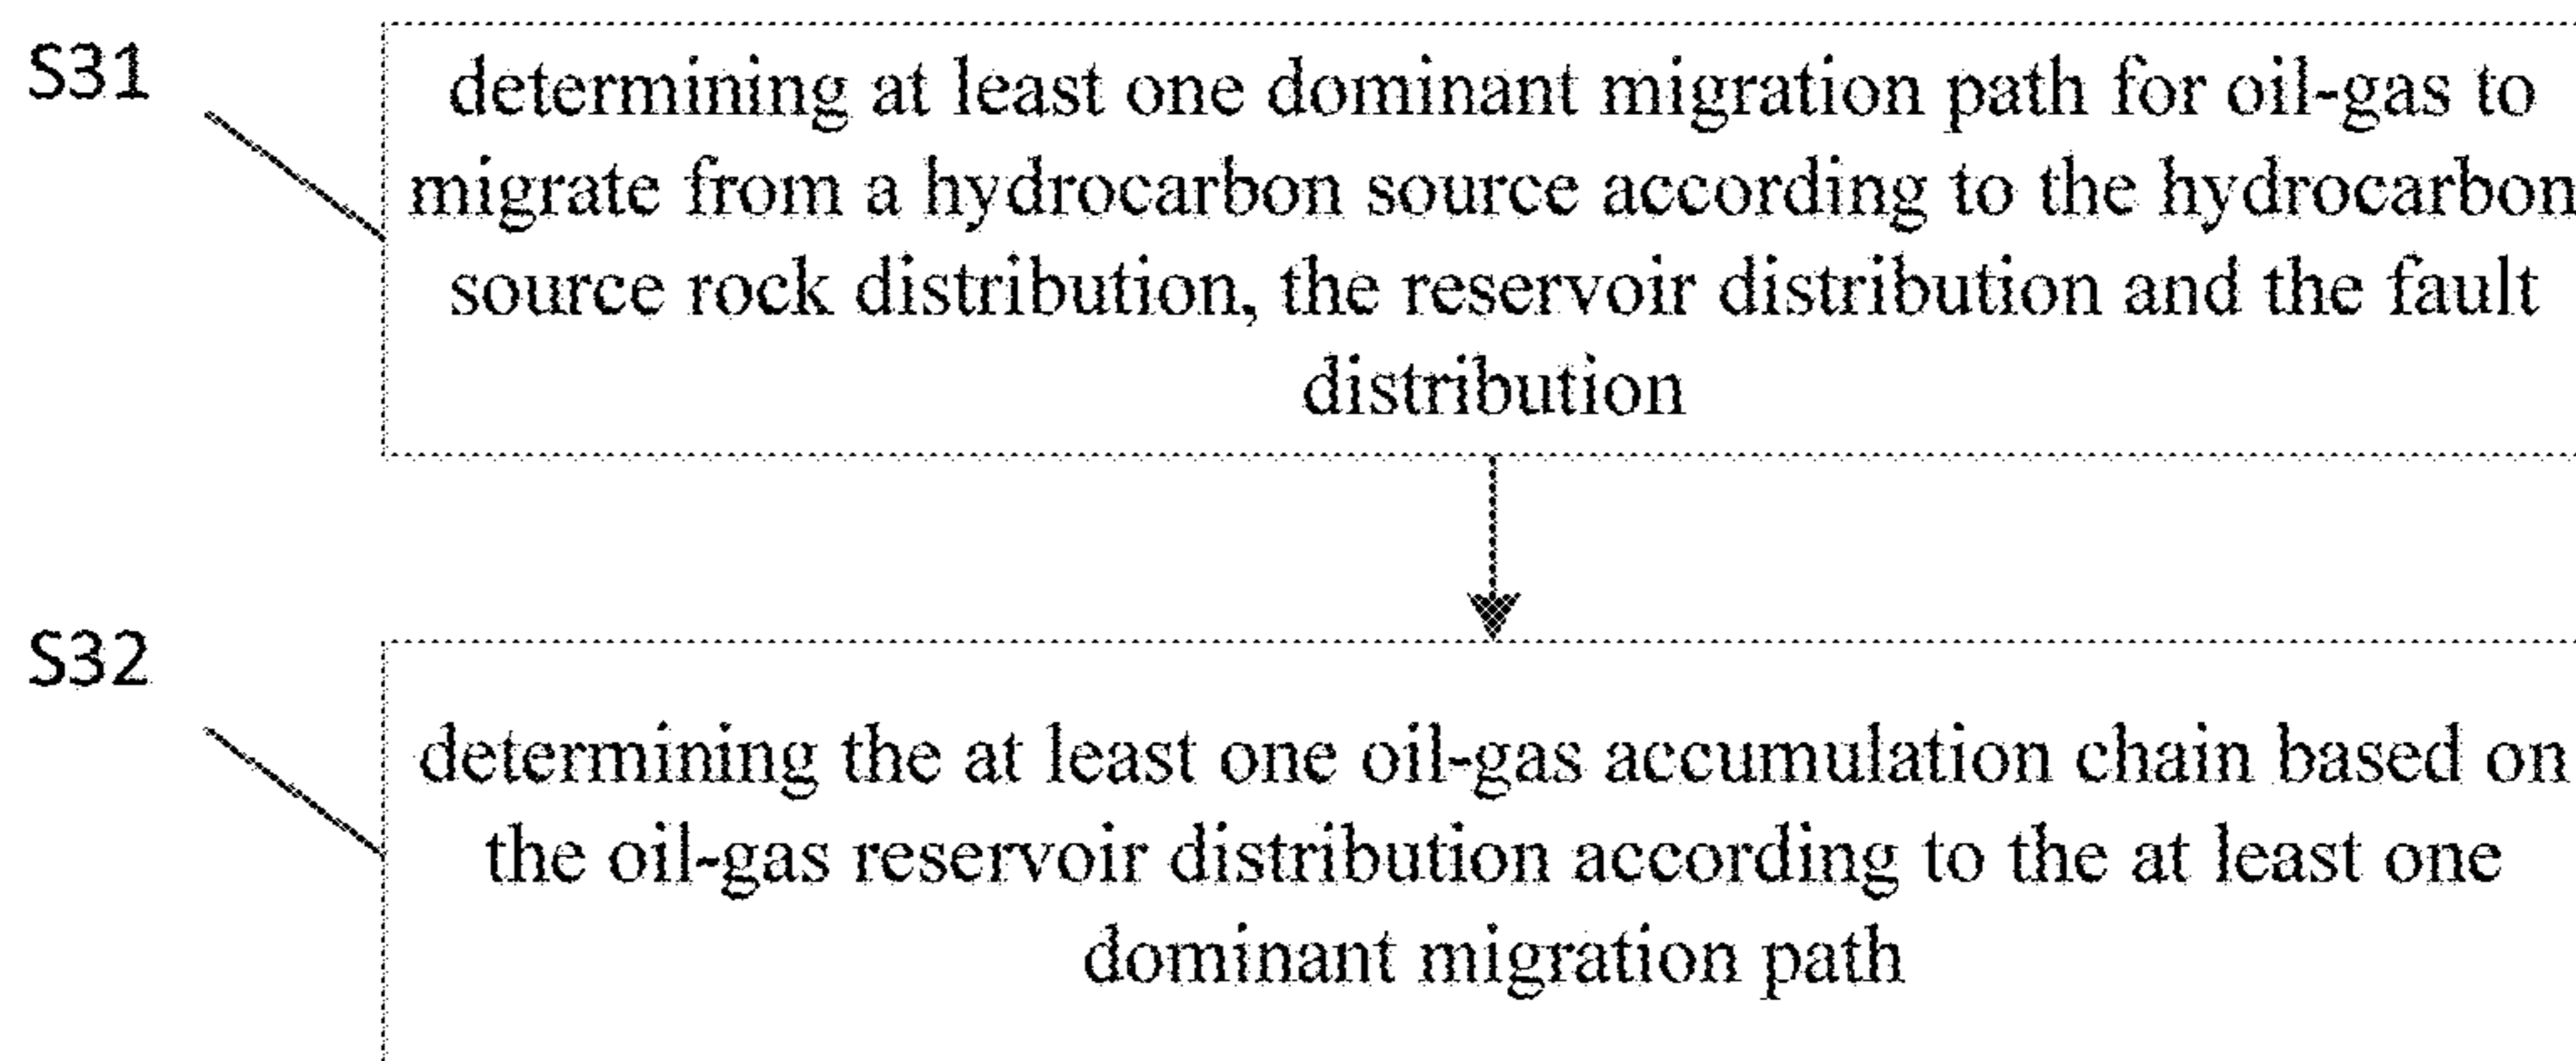 S31
determining at least one dominant migration path for oil-gas to
migrate from a hydrocarbon source according to the hydrocarbon
source rock distribution, the reservoir distribution and the fault
distribution
S32
determining the at least one oil-gas accumulation chain based on
the oil-gas reservoir distribution according to the at least one
dominant migration path